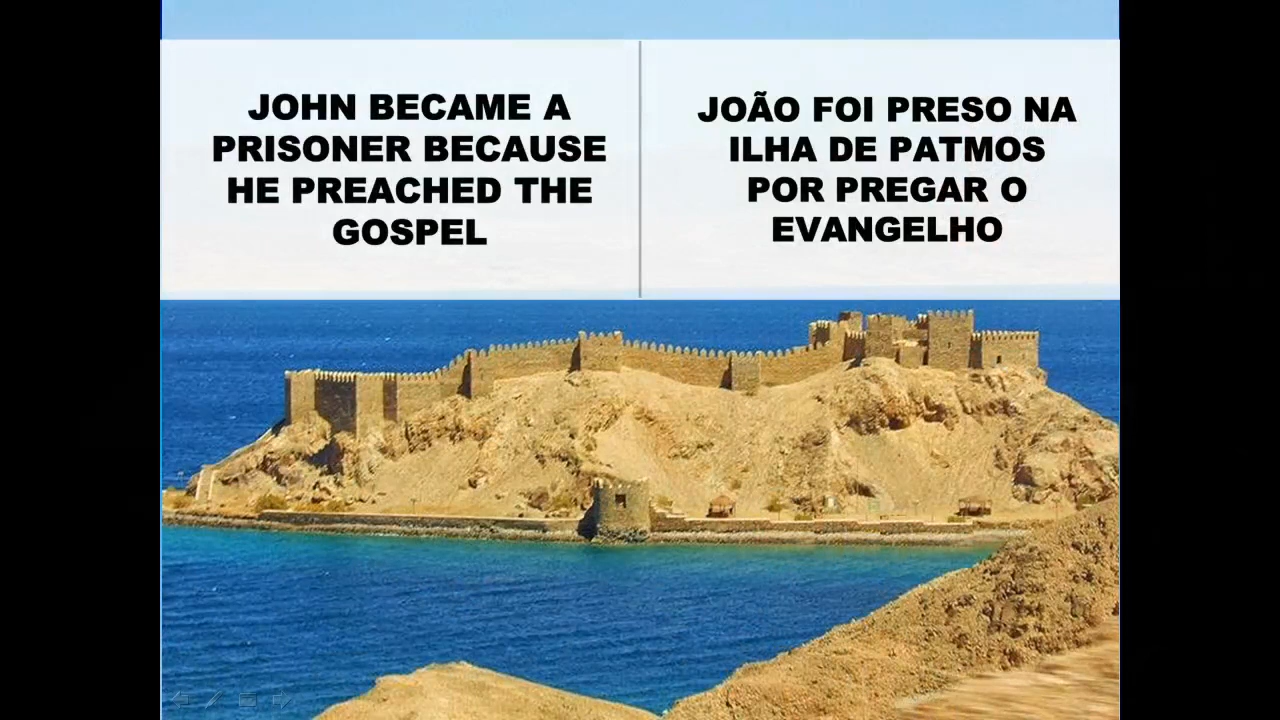 JOHN BECAME A
PRISONER BECAUSE
HE PREACHED THE
GOSPEL
JOÃO FOI PRESO NA
ILHA DE PATMOS
POR PREGAR O
EVANGELHO